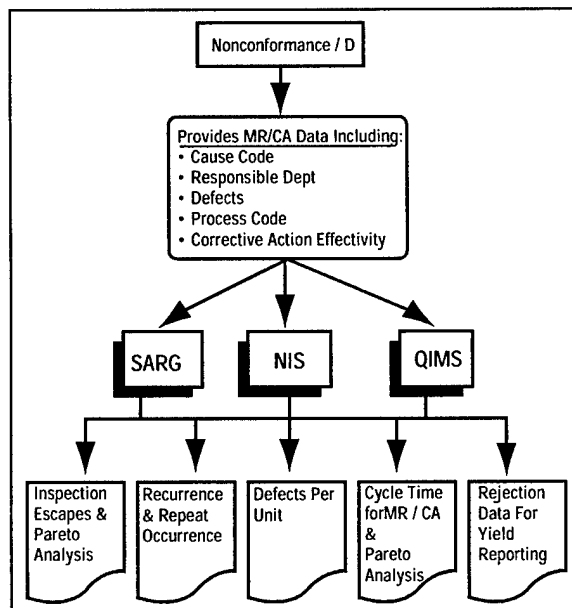 Nonconformance / D
Provides MR/CA Data Including:
• Cause Code
• Responsible Dept
• Defects
• Process Code
• Corrective Action Effectivity
SARG
NIS
QIMS
Inspection
Escapes &
Pareto
Analysis
Recurrence
& Repeat
Occurrence
Defects Per
Unit
Cycle Time
forMR / CA
&
Pareto
Analysis
Rejection
Data For
Yield
Reporting